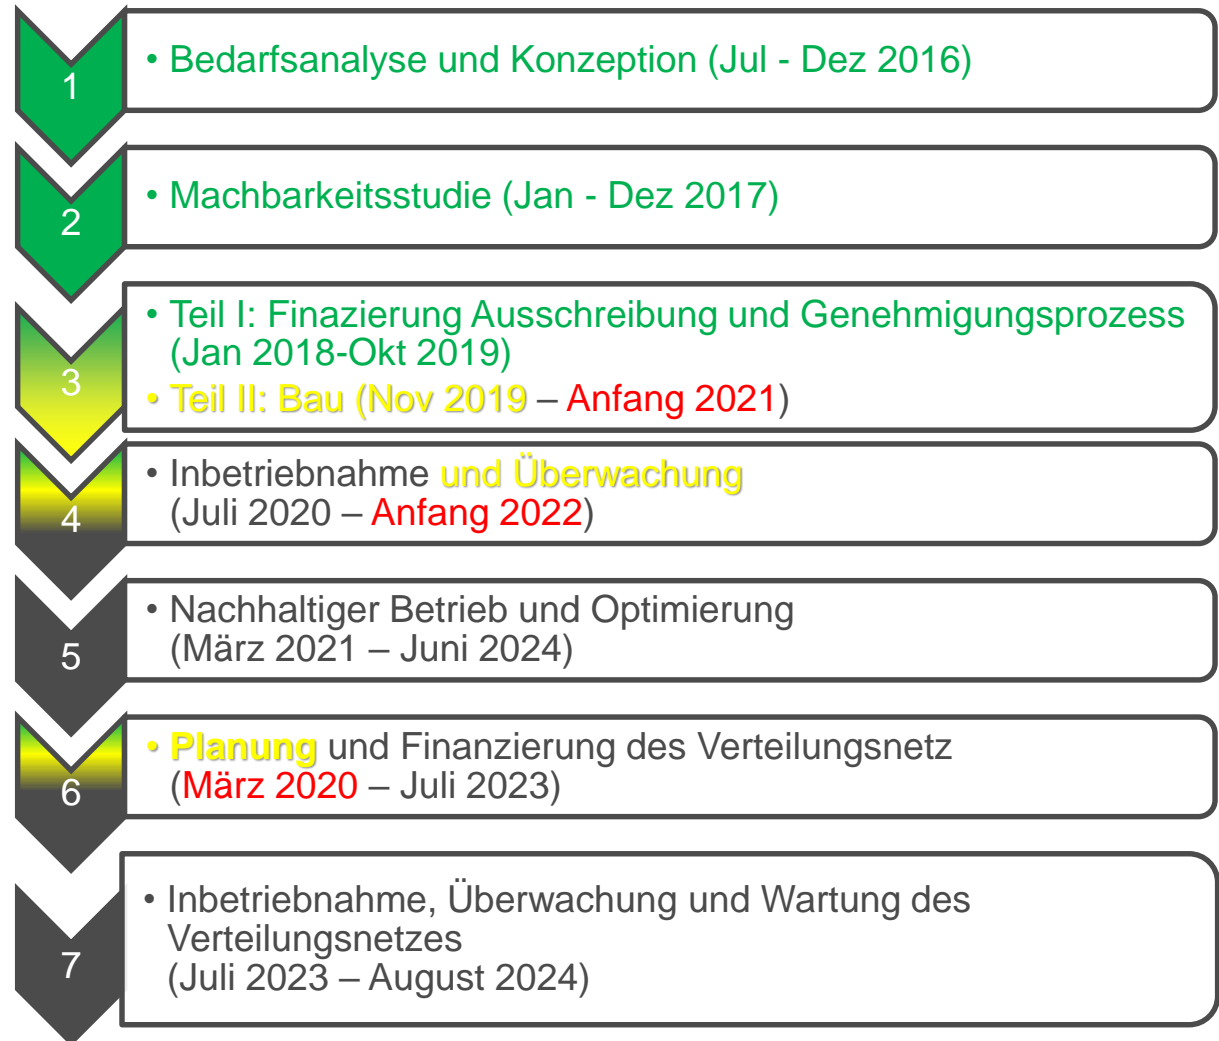 1
• Bedarfsanalyse und Konzeption (Jul - Dez 2016)
2
• Machbarkeitsstudie (Jan - Dez 2017)
3
• Teil I: Finazierung Ausschreibung und Genehmigungsprozess
(Jan 2018-Okt 2019)
• Teil II: Bau (Nov 2019 – Anfang 2021)
4
• Inbetriebnahme und Überwachung
(Juli 2020 – Anfang 2022)
5
• Nachhaltiger Betrieb und Optimierung
(März 2021 – Juni 2024)
6
• Planung und Finanzierung des Verteilungsnetz
(März 2020 – Juli 2023)
7
• Inbetriebnahme, Überwachung und Wartung des
Verteilungsnetzes
(Juli 2023 – August 2024)